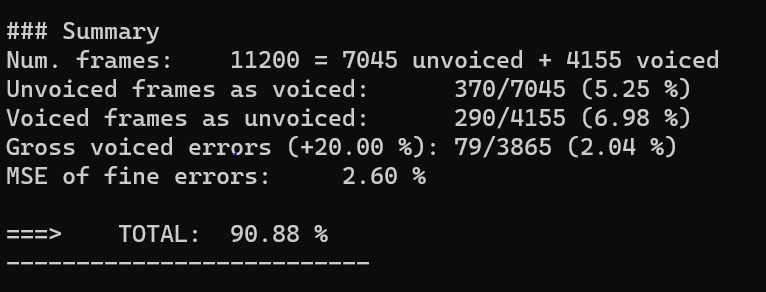 ### Summary
Num. frames:    11200 = 7045 unvoiced + 4155 voiced
Unvoiced frames as voiced:      370/7045 (5.25 %)
Voiced frames as unvoiced:      290/4155 (6.98 %)
Gross voiced errors (+20.00 %): 79/3865 (2.04 %)
MSE of fine errors:     2.60 %
===>    TOTAL:  90.88 %
--------------------------